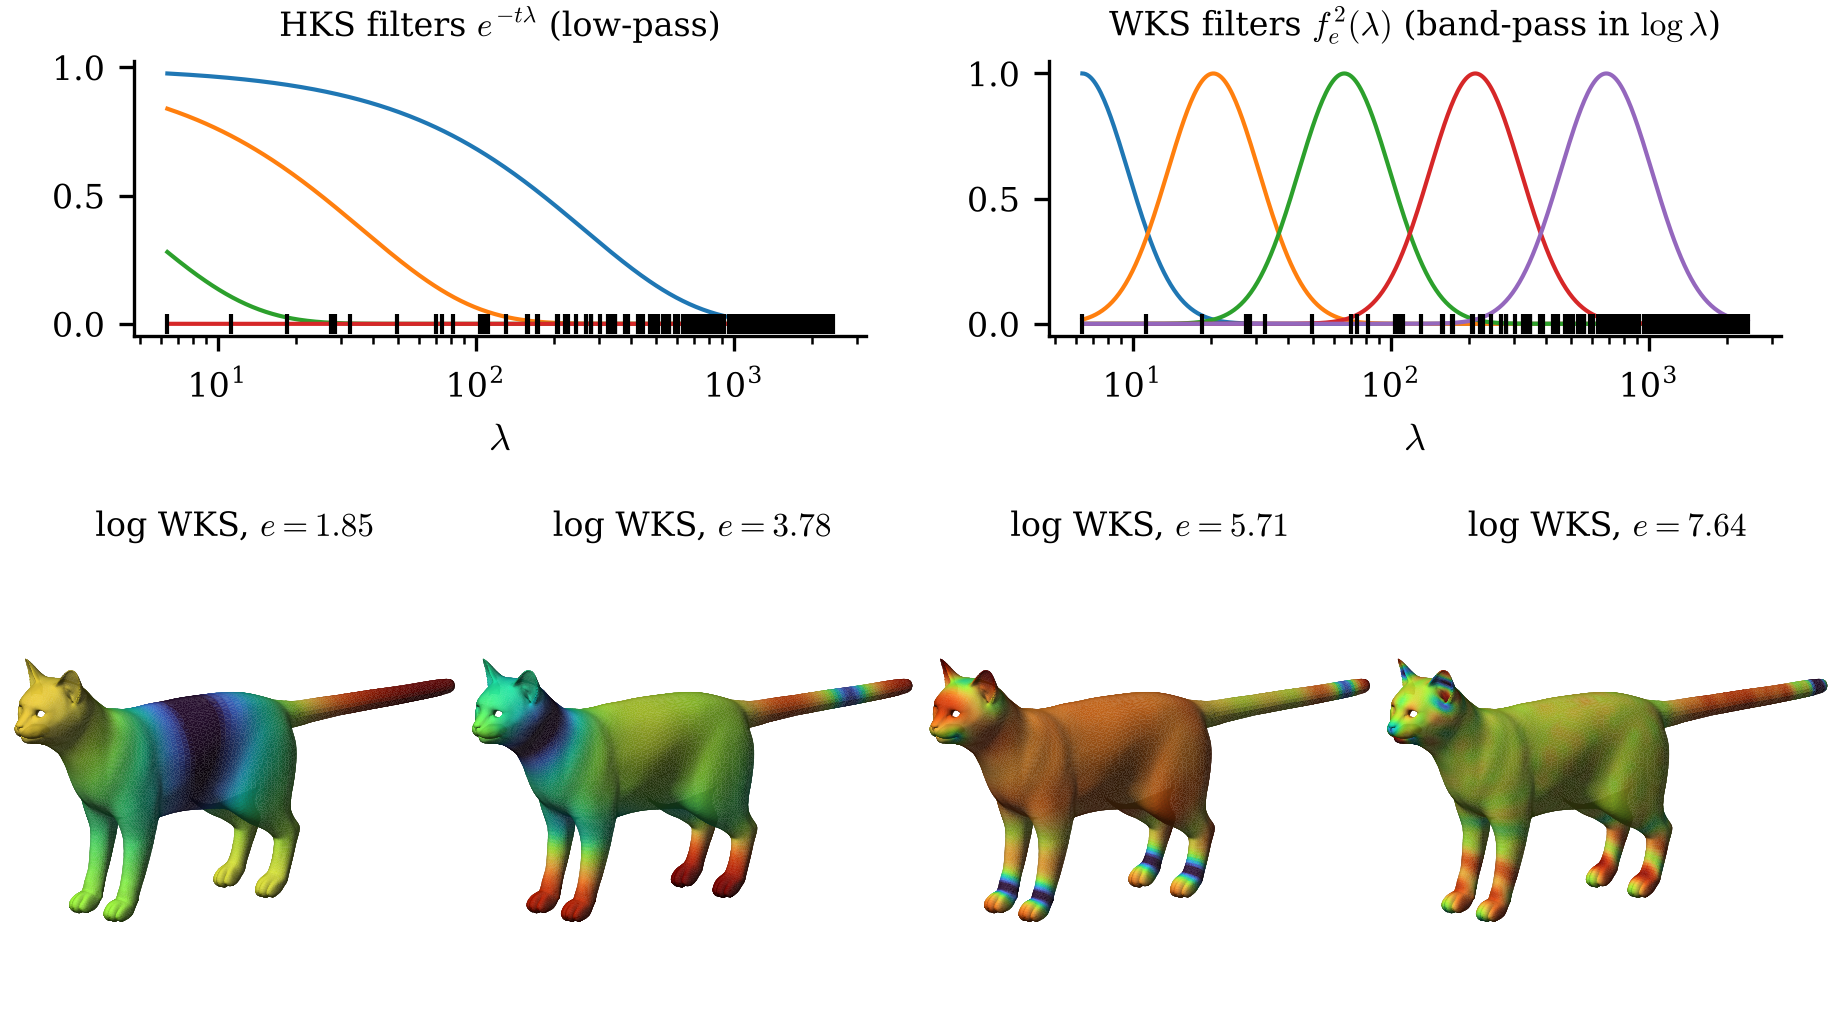 HKS filters e^{-tλ} (low-pass)
1.0
0.5
0.0
10^1 10^2 10^3
λ
WKS filters f_e^2(λ) (band-pass in log λ)
1.0
0.5
0.0
10^1 10^2 10^3
λ
log WKS, e = 1.85
log WKS, e = 3.78
log WKS, e = 5.71
log WKS, e = 7.64